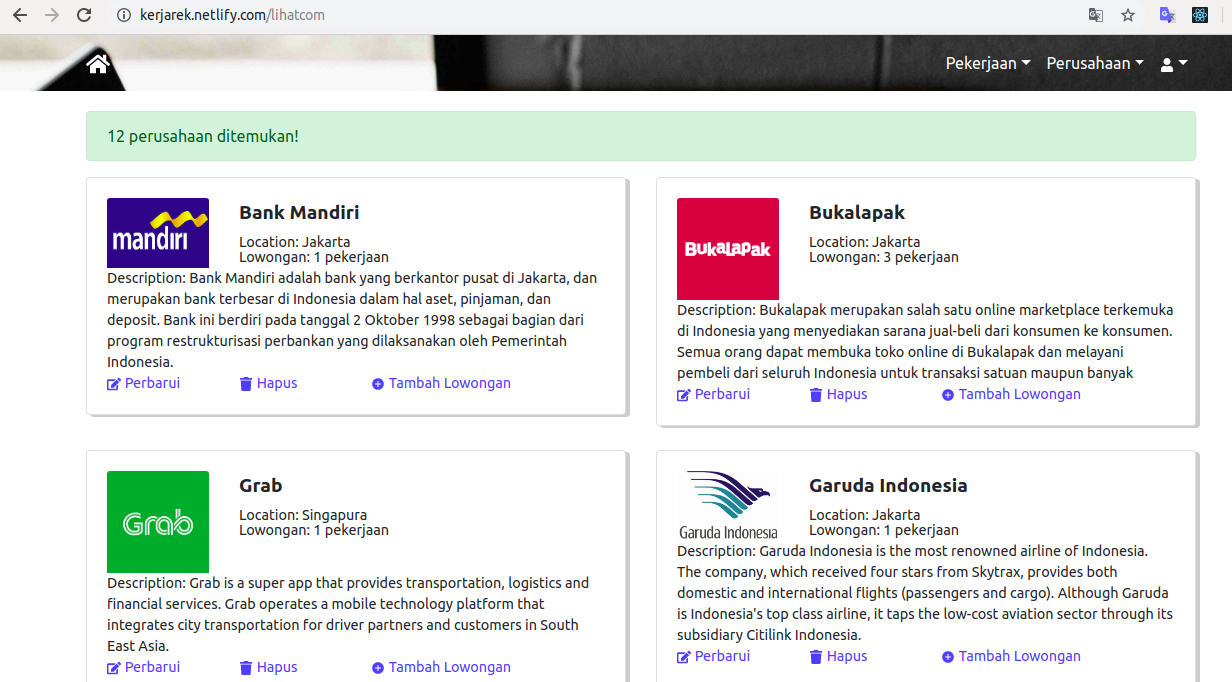 kerjarek.netlify.com/lihatcom
Pekerjaan
Perusahaan
12 perusahaan ditemukan!
mandiri
Bank Mandiri
Location: Jakarta
Lowongan: 1 pekerjaan
Description: Bank Mandiri adalah bank yang berkantor pusat di Jakarta, dan
merupakan bank terbesar di Indonesia dalam hal aset, pinjaman, dan
deposit. Bank ini berdiri pada tanggal 2 Oktober 1998 sebagai bagian dari
program restrukturisasi perbankan yang dilaksanakan oleh Pemerintah
Indonesia.
Perbarui
Hapus
Tambah Lowongan
BukaLaPak
Bukalapak
Location: Jakarta
Lowongan: 3 pekerjaan
Description: Bukalapak merupakan salah satu online marketplace terkemuka
di Indonesia yang menyediakan sarana jual-beli dari konsumen ke konsumen.
Semua orang dapat membuka toko online di Bukalapak dan melayani
pembeli dari seluruh Indonesia untuk transaksi satuan maupun banyak
Perbarui
Hapus
Tambah Lowongan
Grab
Grab
Location: Singapura
Lowongan: 1 pekerjaan
Description: Grab is a super app that provides transportation, logistics and
financial services. Grab operates a mobile technology platform that
integrates city transportation for driver partners and customers in South
East Asia.
Perbarui
Hapus
Tambah Lowongan
Garuda Indonesia
Garuda Indonesia
Location: Jakarta
Lowongan: 1 pekerjaan
Description: Garuda Indonesia is the most renowned airline of Indonesia.
The company, which received four stars from Skytrax, provides both
domestic and international flights (passengers and cargo). Although Garuda
is Indonesia's top class airline, it taps the low-cost aviation sector through its
subsidiary Citilink Indonesia.
Perbarui
Hapus
Tambah Lowongan